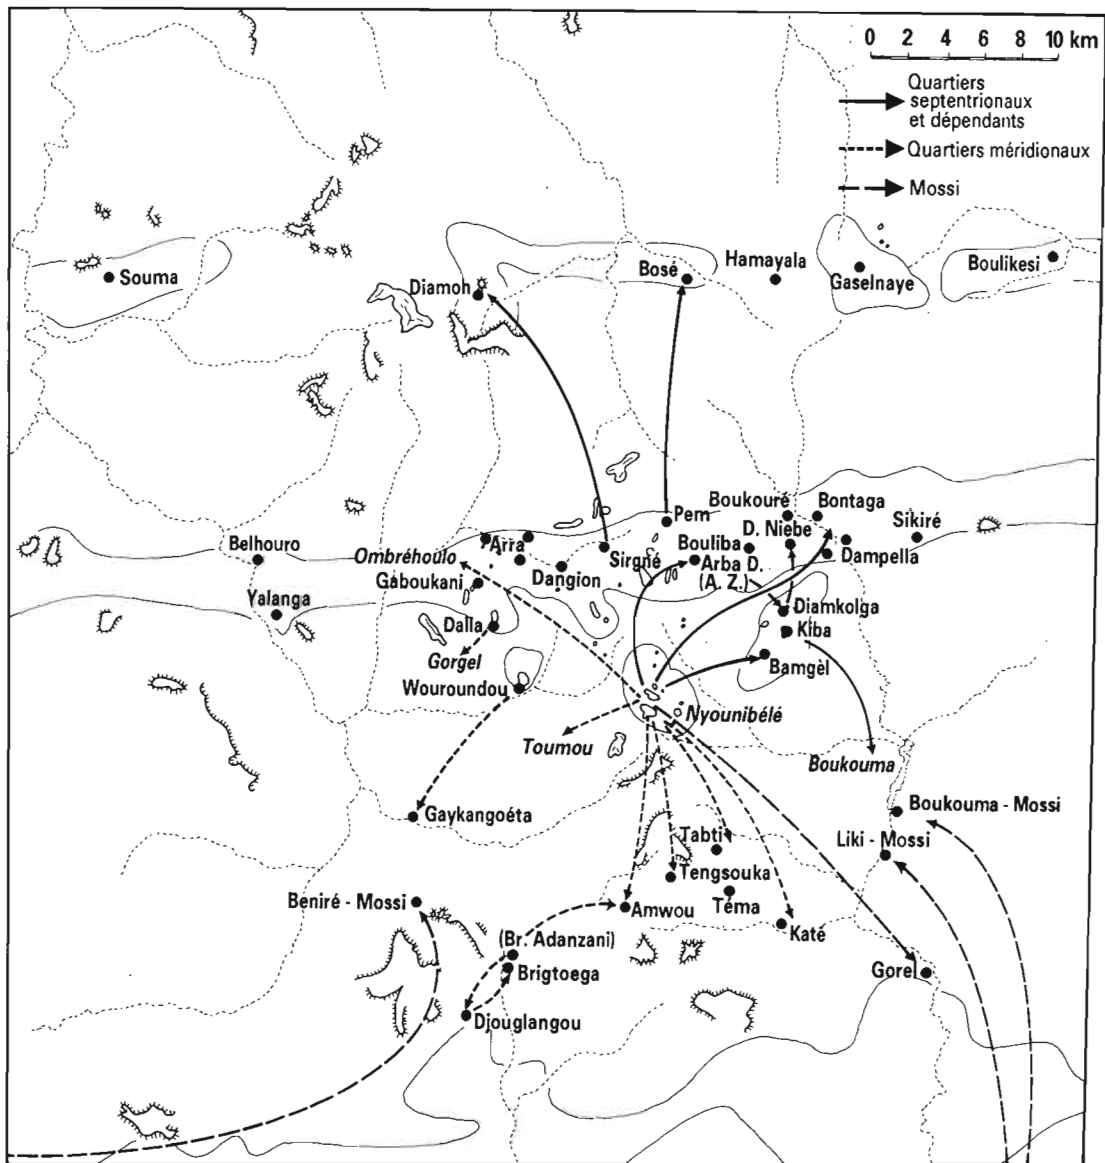 0 2 4 6 8 10 km
Quartiers
septentrionaux
et dépendants
Quartiers méridionaux
Mossi
Souma
Diamoh
Bosé
Hamayala
Gaselnaye
Boulikesi
Belhouro
Yalanga
Ombréhoulo
Arra
Gaboukani
Dangion
Sirgné
Pem
Boukouré
Bontaga
Sikiré
D. Niebe
Bouliba
Dampella
Arba D.
(A. Z.)
Diamkolga
Kiba
Bamgèl
Dalla
Gorgel
Wouroundou
Nyounibélé
Toumou
Boukouma
Gaykangoéta
Boukouma - Mossi
Liki - Mossi
Tabti
Tengsouka
Téma
Beniré - Mossi
Amwou
Katé
(Br. Adanzani)
Brigtoega
Gorel
Djouglangou